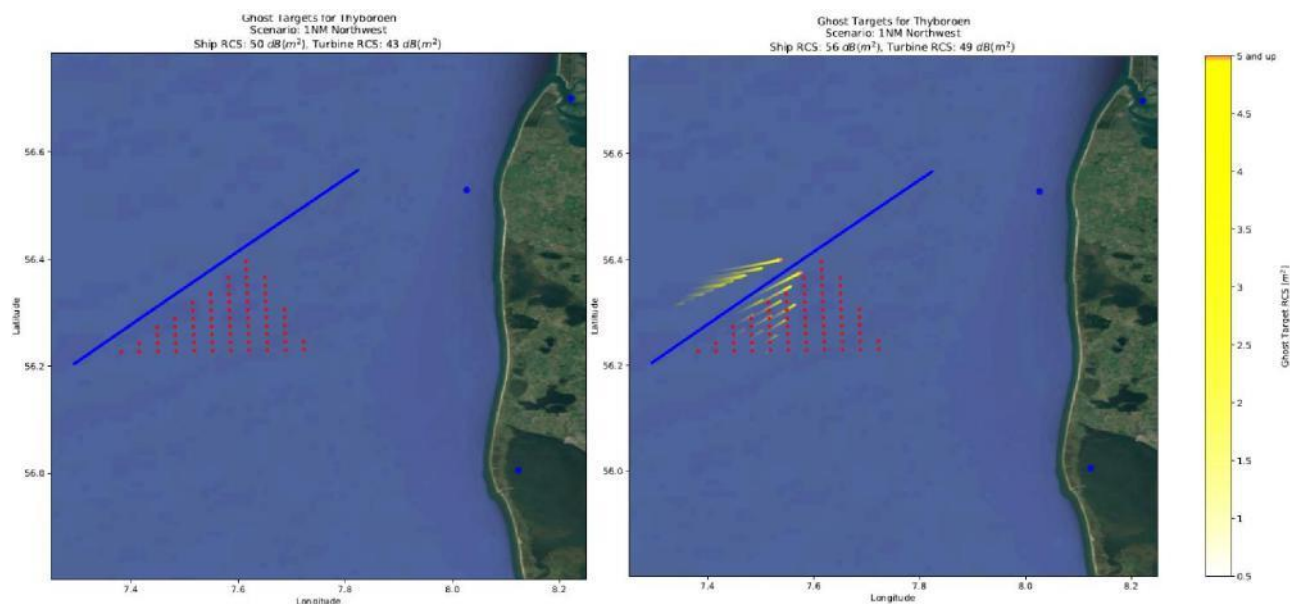 Ghost Targets for Thyboroen
Scenario: 1NM Northwest
Ship RCS: 50 dB(m²), Turbine RCS: 43 dB(m²)
56.6
56.4
56.2
56.0
Latitude
7.4
7.6
7.8
8.0
8.2
Longitude
Ghost Targets for Thyboroen
Scenario: 1NM Northwest
Ship RCS: 56 dB(m²), Turbine RCS: 49 dB(m²)
56.6
56.4
56.2
56.0
Latitude
7.4
7.6
7.8
8.0
8.2
Longitude
5 and up
4.5
4
3.5
3
2.5
2
1.5
1
0.5
Ghost Target RCS [m²]